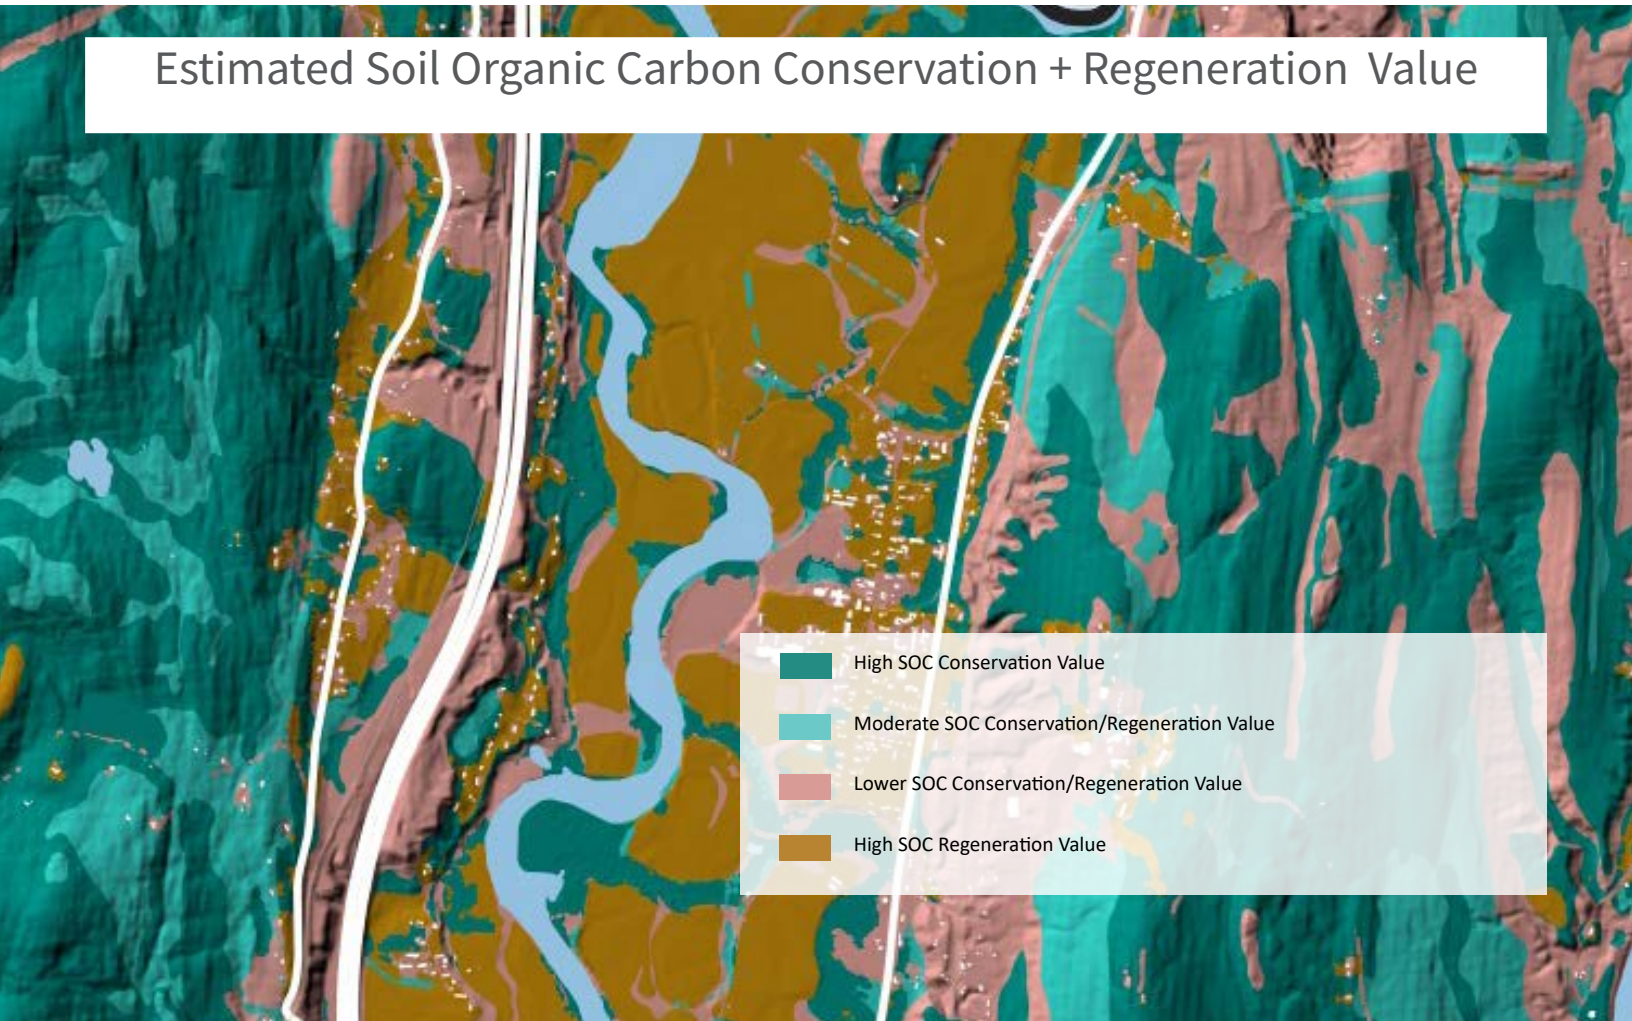 Estimated Soil Organic Carbon Conservation + Regeneration Value
High SOC Conservation Value
Moderate SOC Conservation/Regeneration Value
Lower SOC Conservation/Regeneration Value
High SOC Regeneration Value